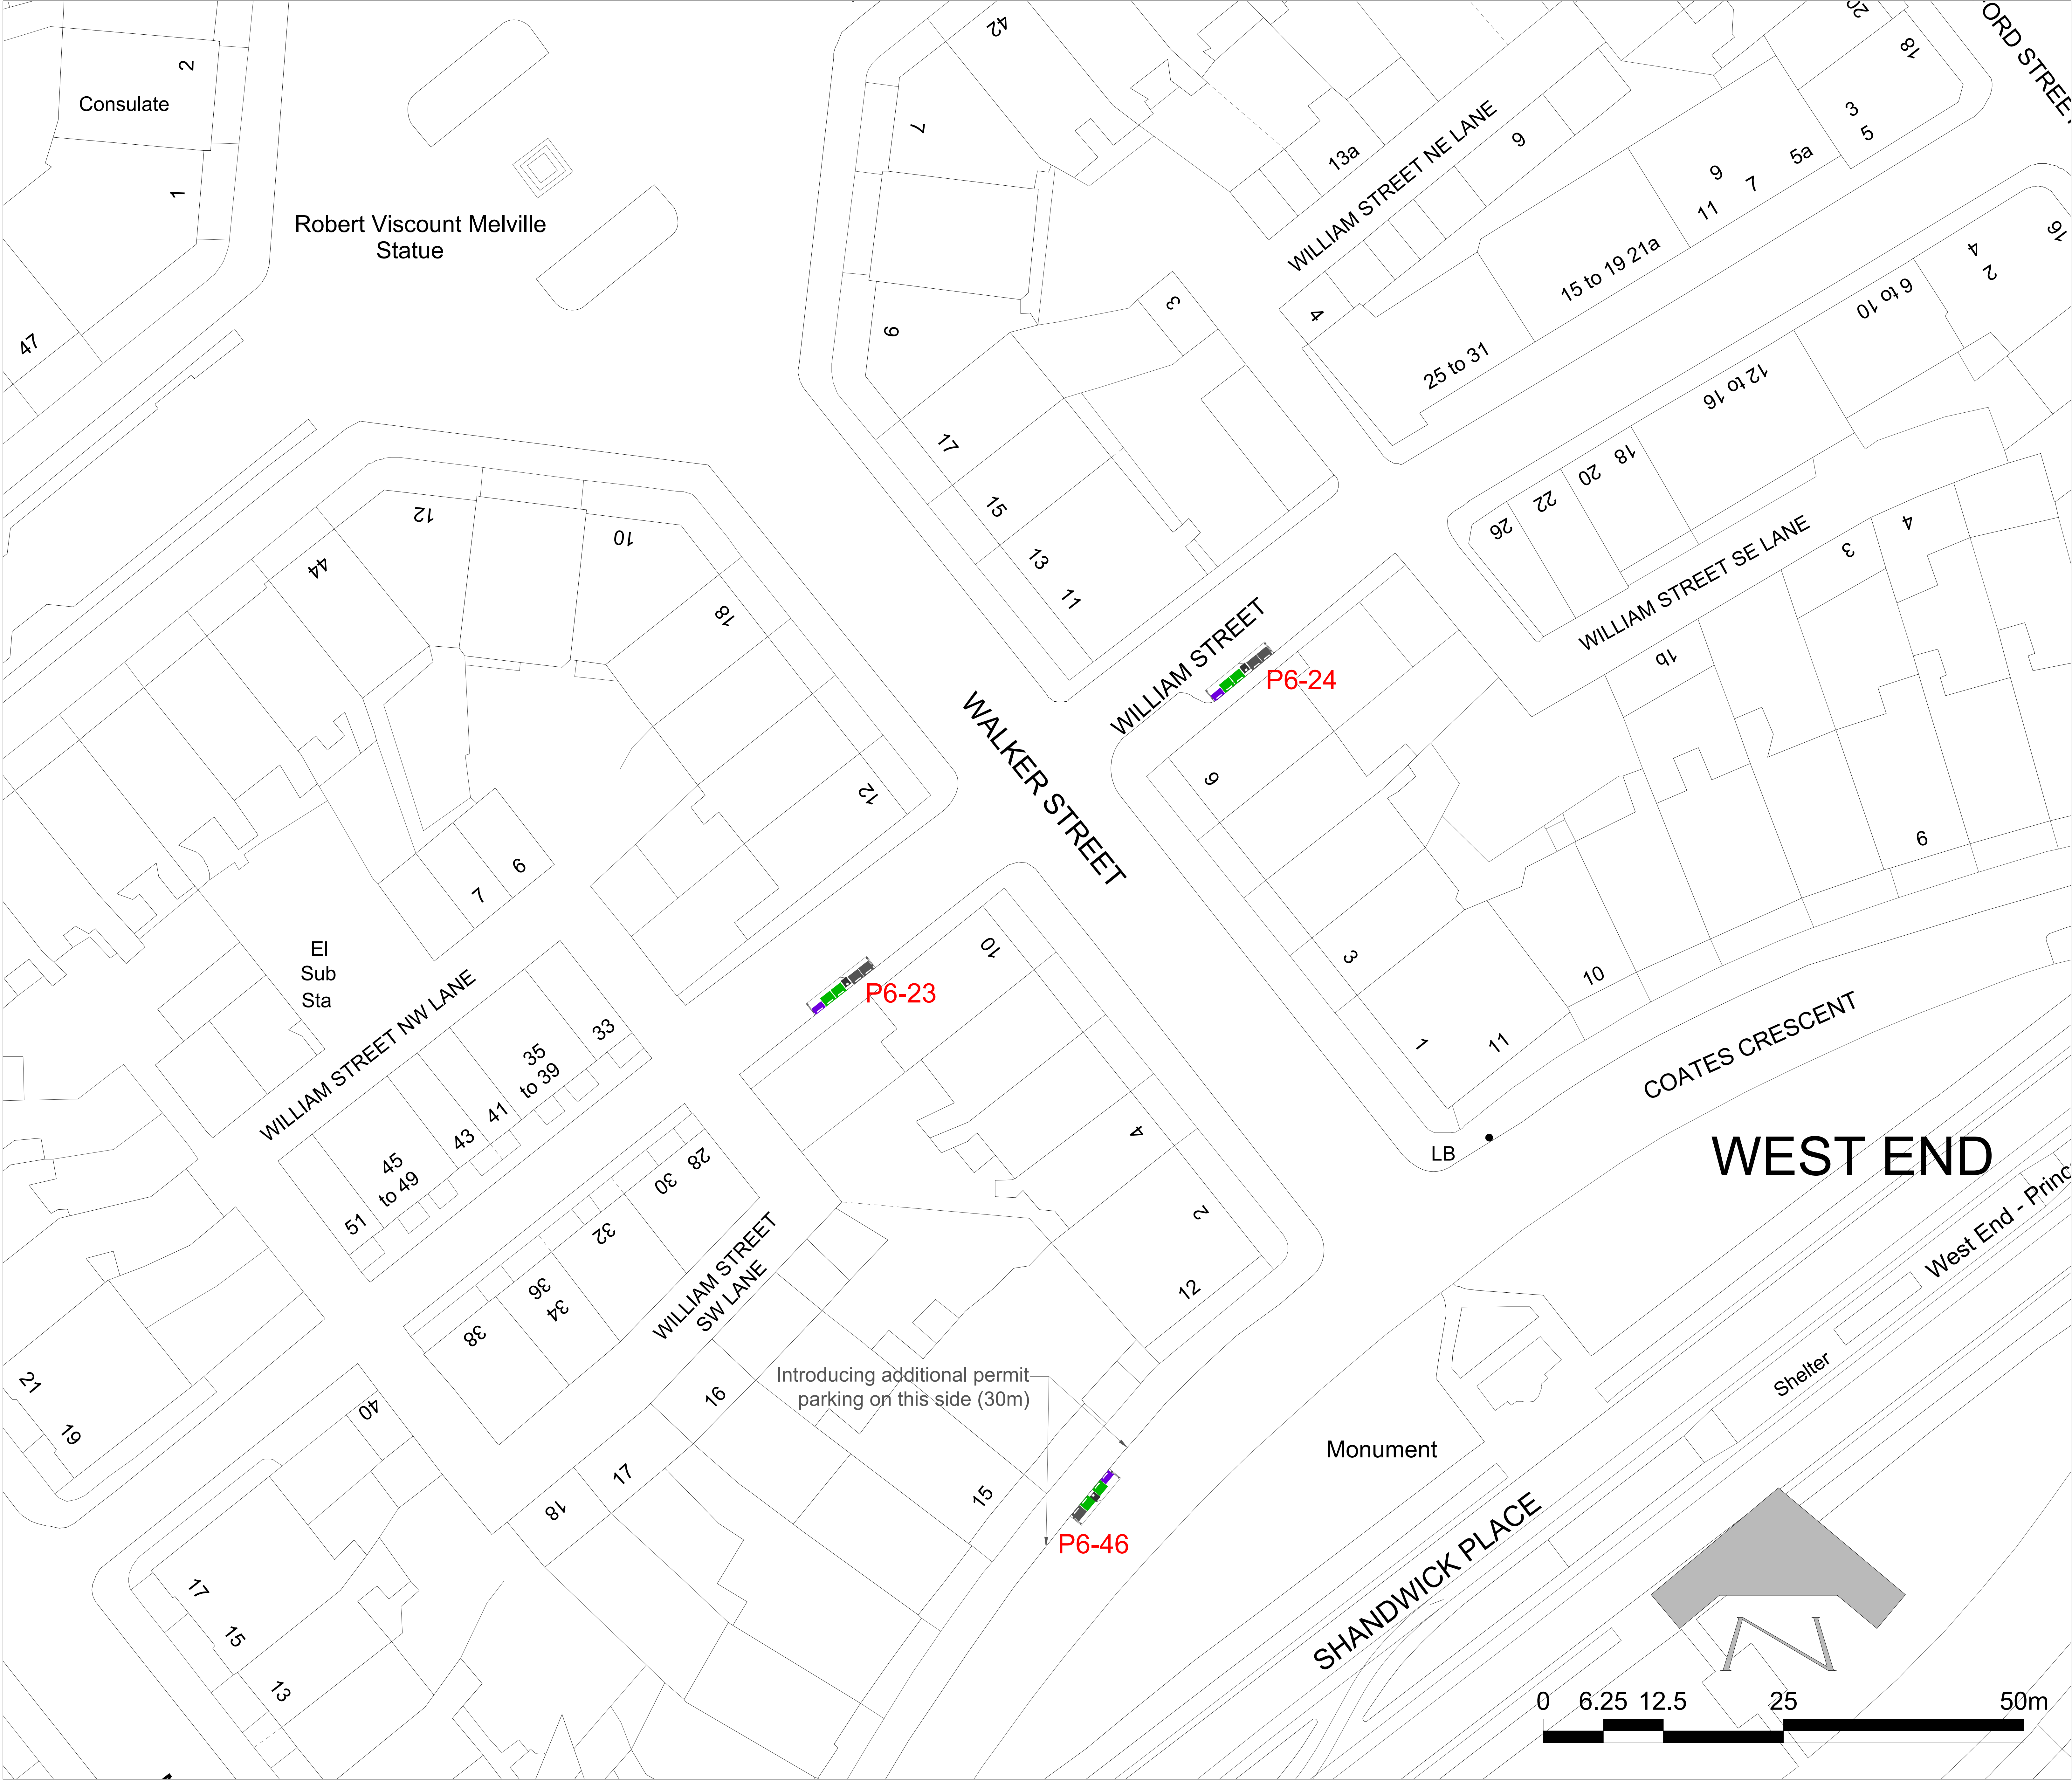 42
ORD STREET
20
18
2
Consulate
1
7
13a
WILLIAM STREET NE LANE
9
3
5
5a
9
7
11
Robert Viscount Melville
Statue
15 to 19 21a
16
4
2
6 to 10
47
9
3
4
25 to 31
12 to 16
17
15
13
11
12
10
44
18
26
22
20
18
WILLIAM STREET SE LANE
4
3
1b
WILLIAM STREET
P6-24
WALKER STREET
12
9
9
7
9
El
Sub
Sta
WILLIAM STREET NW LANE
P6-23
10
3
10
1
11
COATES CRESCENT
33
35
to 39
41
43
45
to 49
51
4
LB
WEST END
28
30
32
36
34
38
WILLIAM STREET
SW LANE
2
12
West End - Princ
Shelter
Introducing additional permit
parking on this side (30m)
16
21
19
40
Monument
17
18
15
P6-46
SHANDWICK PLACE
17
15
13
N
0 6.25 12.5 25 50m